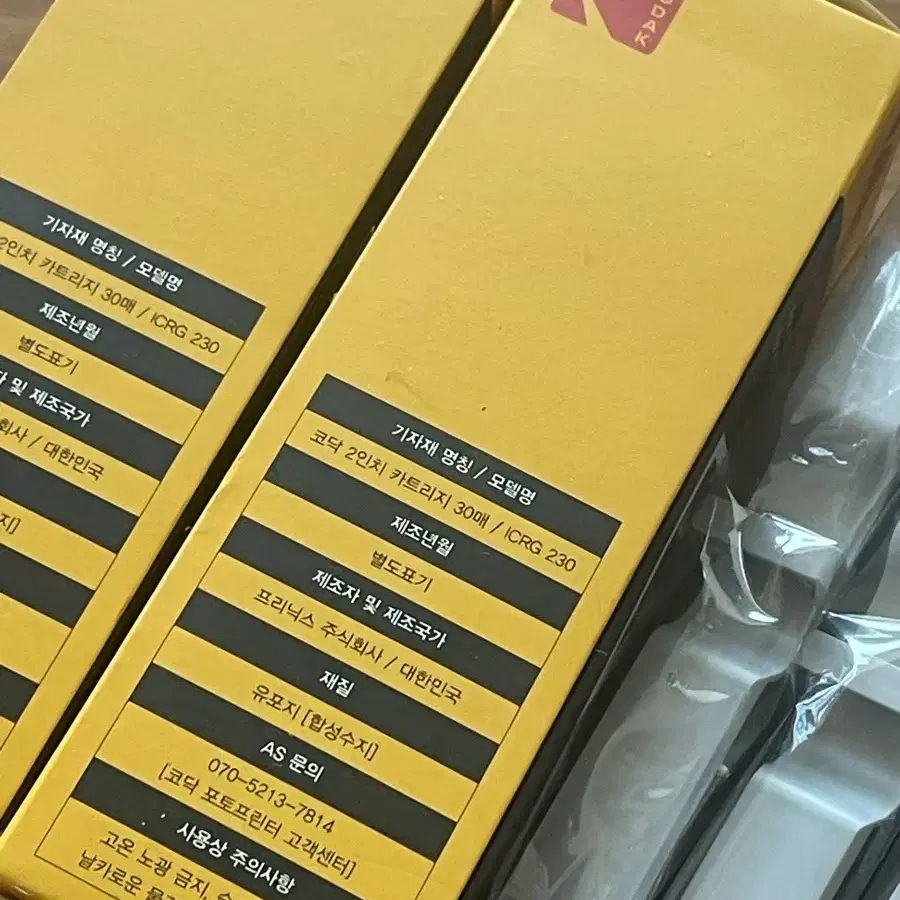 기자재 명칭 / 모델명
2인치 카트리지 30매 / ICRG 230
제조년월
별도표기
및 제조국가
/ 대한민국
기자재 명칭 / 모델명
코닥 2인치 카트리지 30매 / ICRG 230
제조년월
별도표기
제조자 및 제조국가
프리닉스 주식회사 / 대한민국
재질
유포지 [합성수지]
AS 문의
070-5213-7814
[코닥 포토프린터 고객센터]
사용상 주의사항
고온 노광 금지,
날카로운